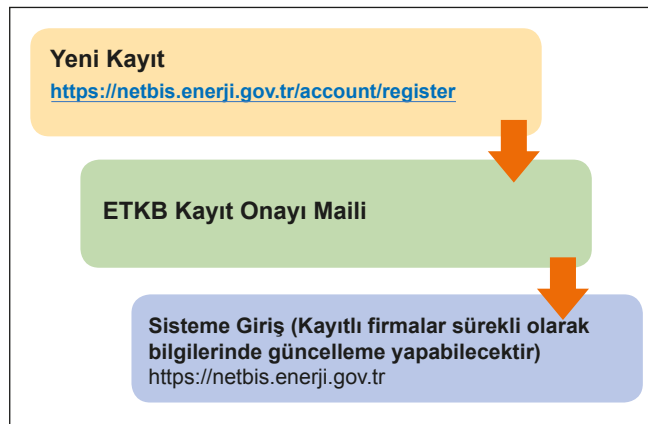 Yeni Kayıt
https://netbis.enerji.gov.tr/account/register
ETKB Kayıt Onayı Maili
Sisteme Giriş (Kayıtlı firmalar sürekli olarak
bilgilerinde güncelleme yapabilecektir)
https://netbis.enerji.gov.tr